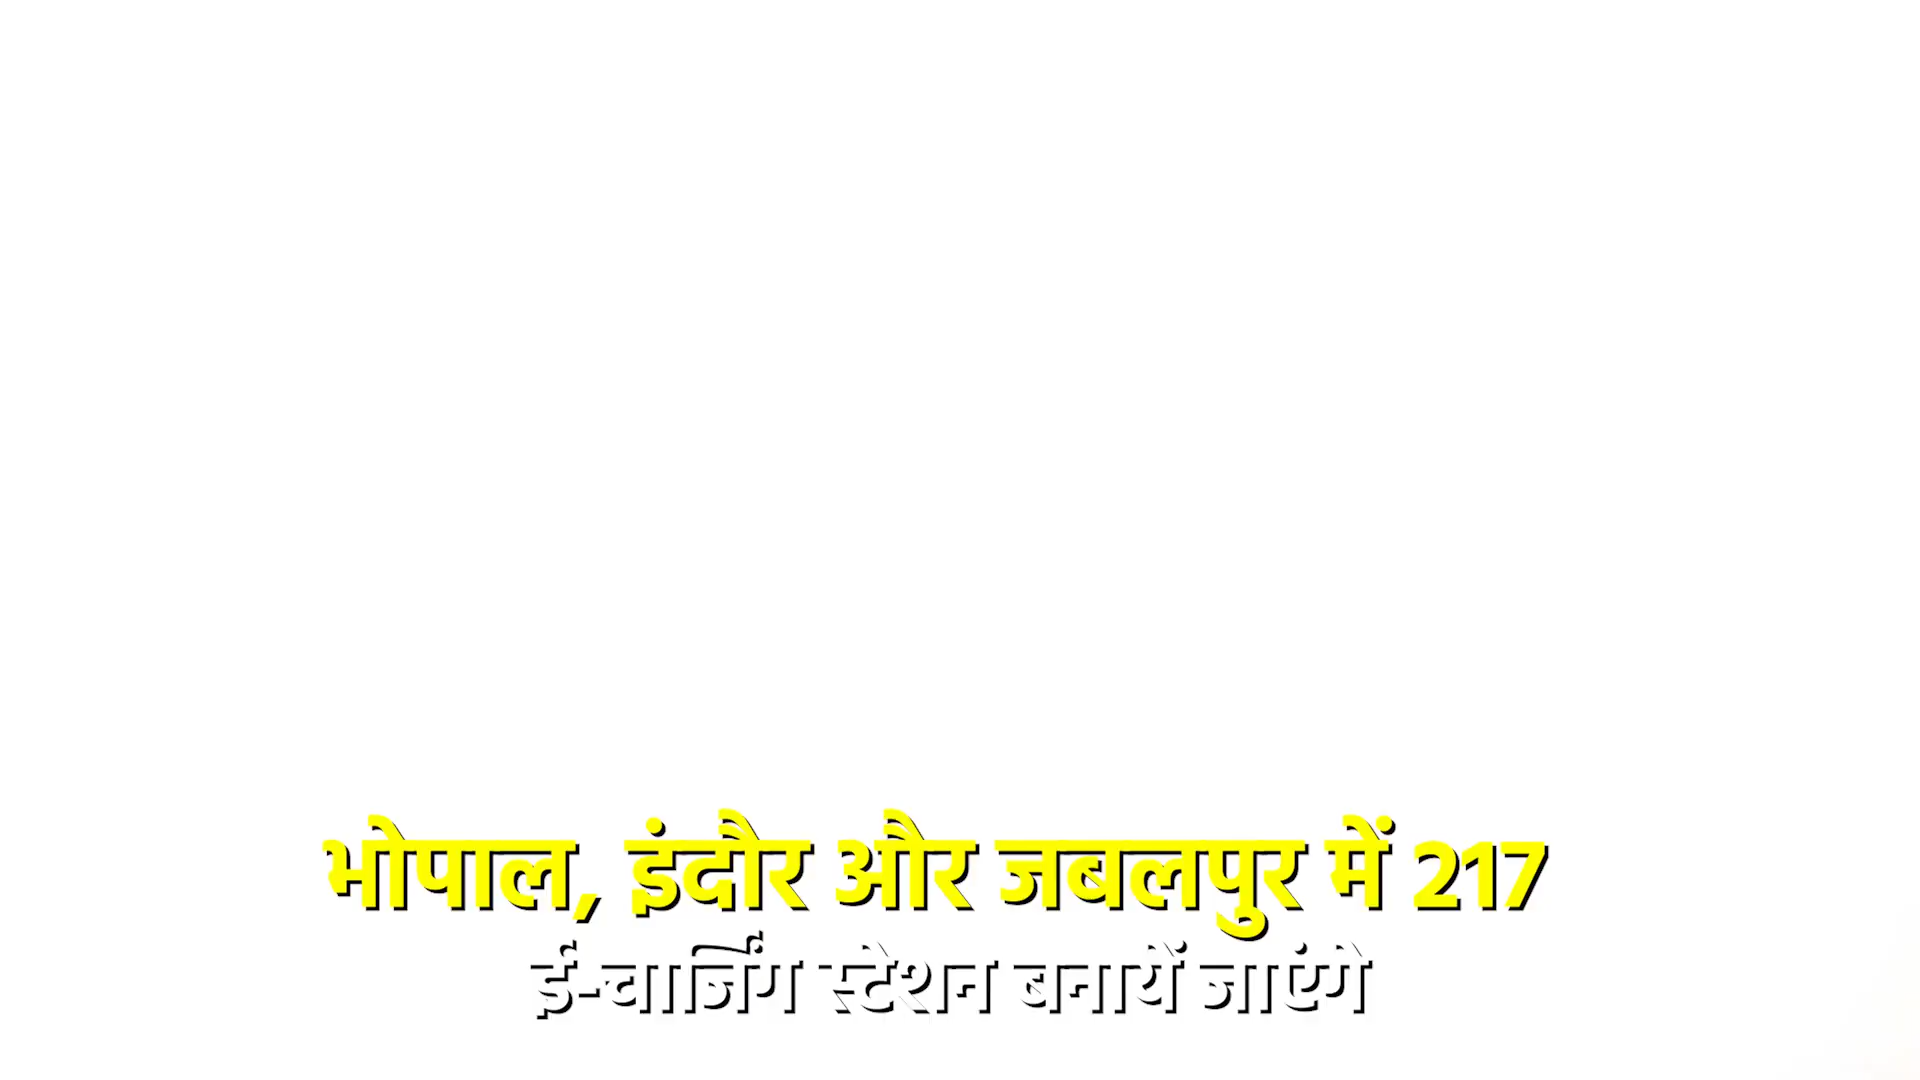 भोपाल, इंदौर और जबलपुर में 217
ई-चार्जिंग स्टेशन बनायें जाएंगे